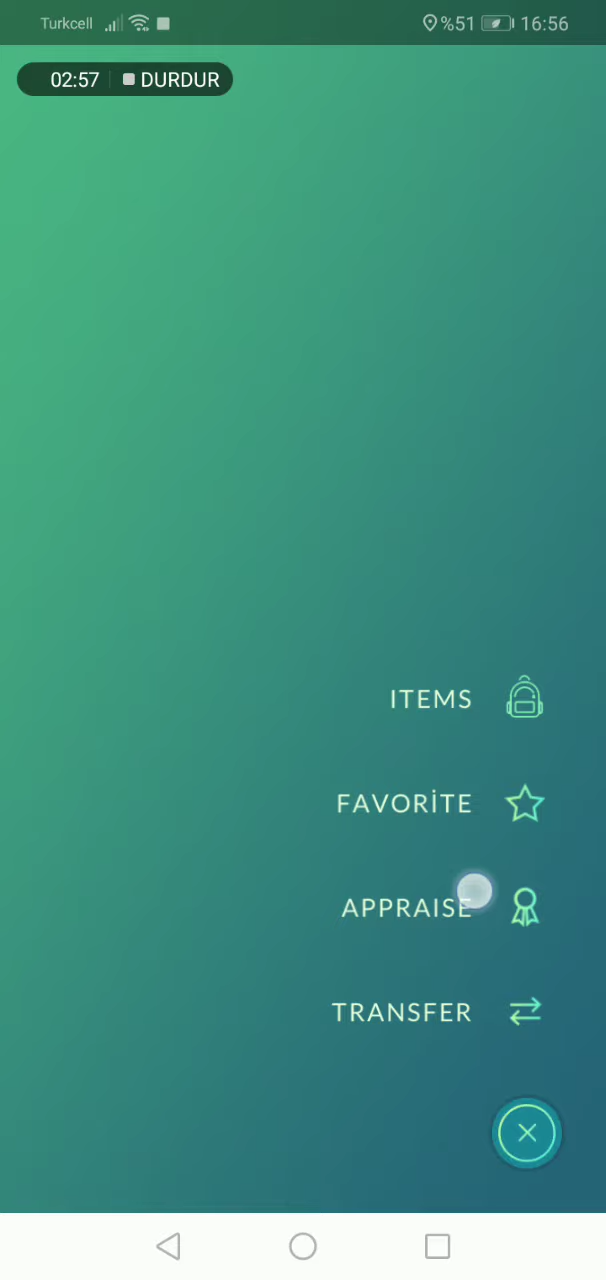 Turkcell %51 16:56
02:57 DURDUR
ITEMS
FAVORİTE
APPRAISE
TRANSFER